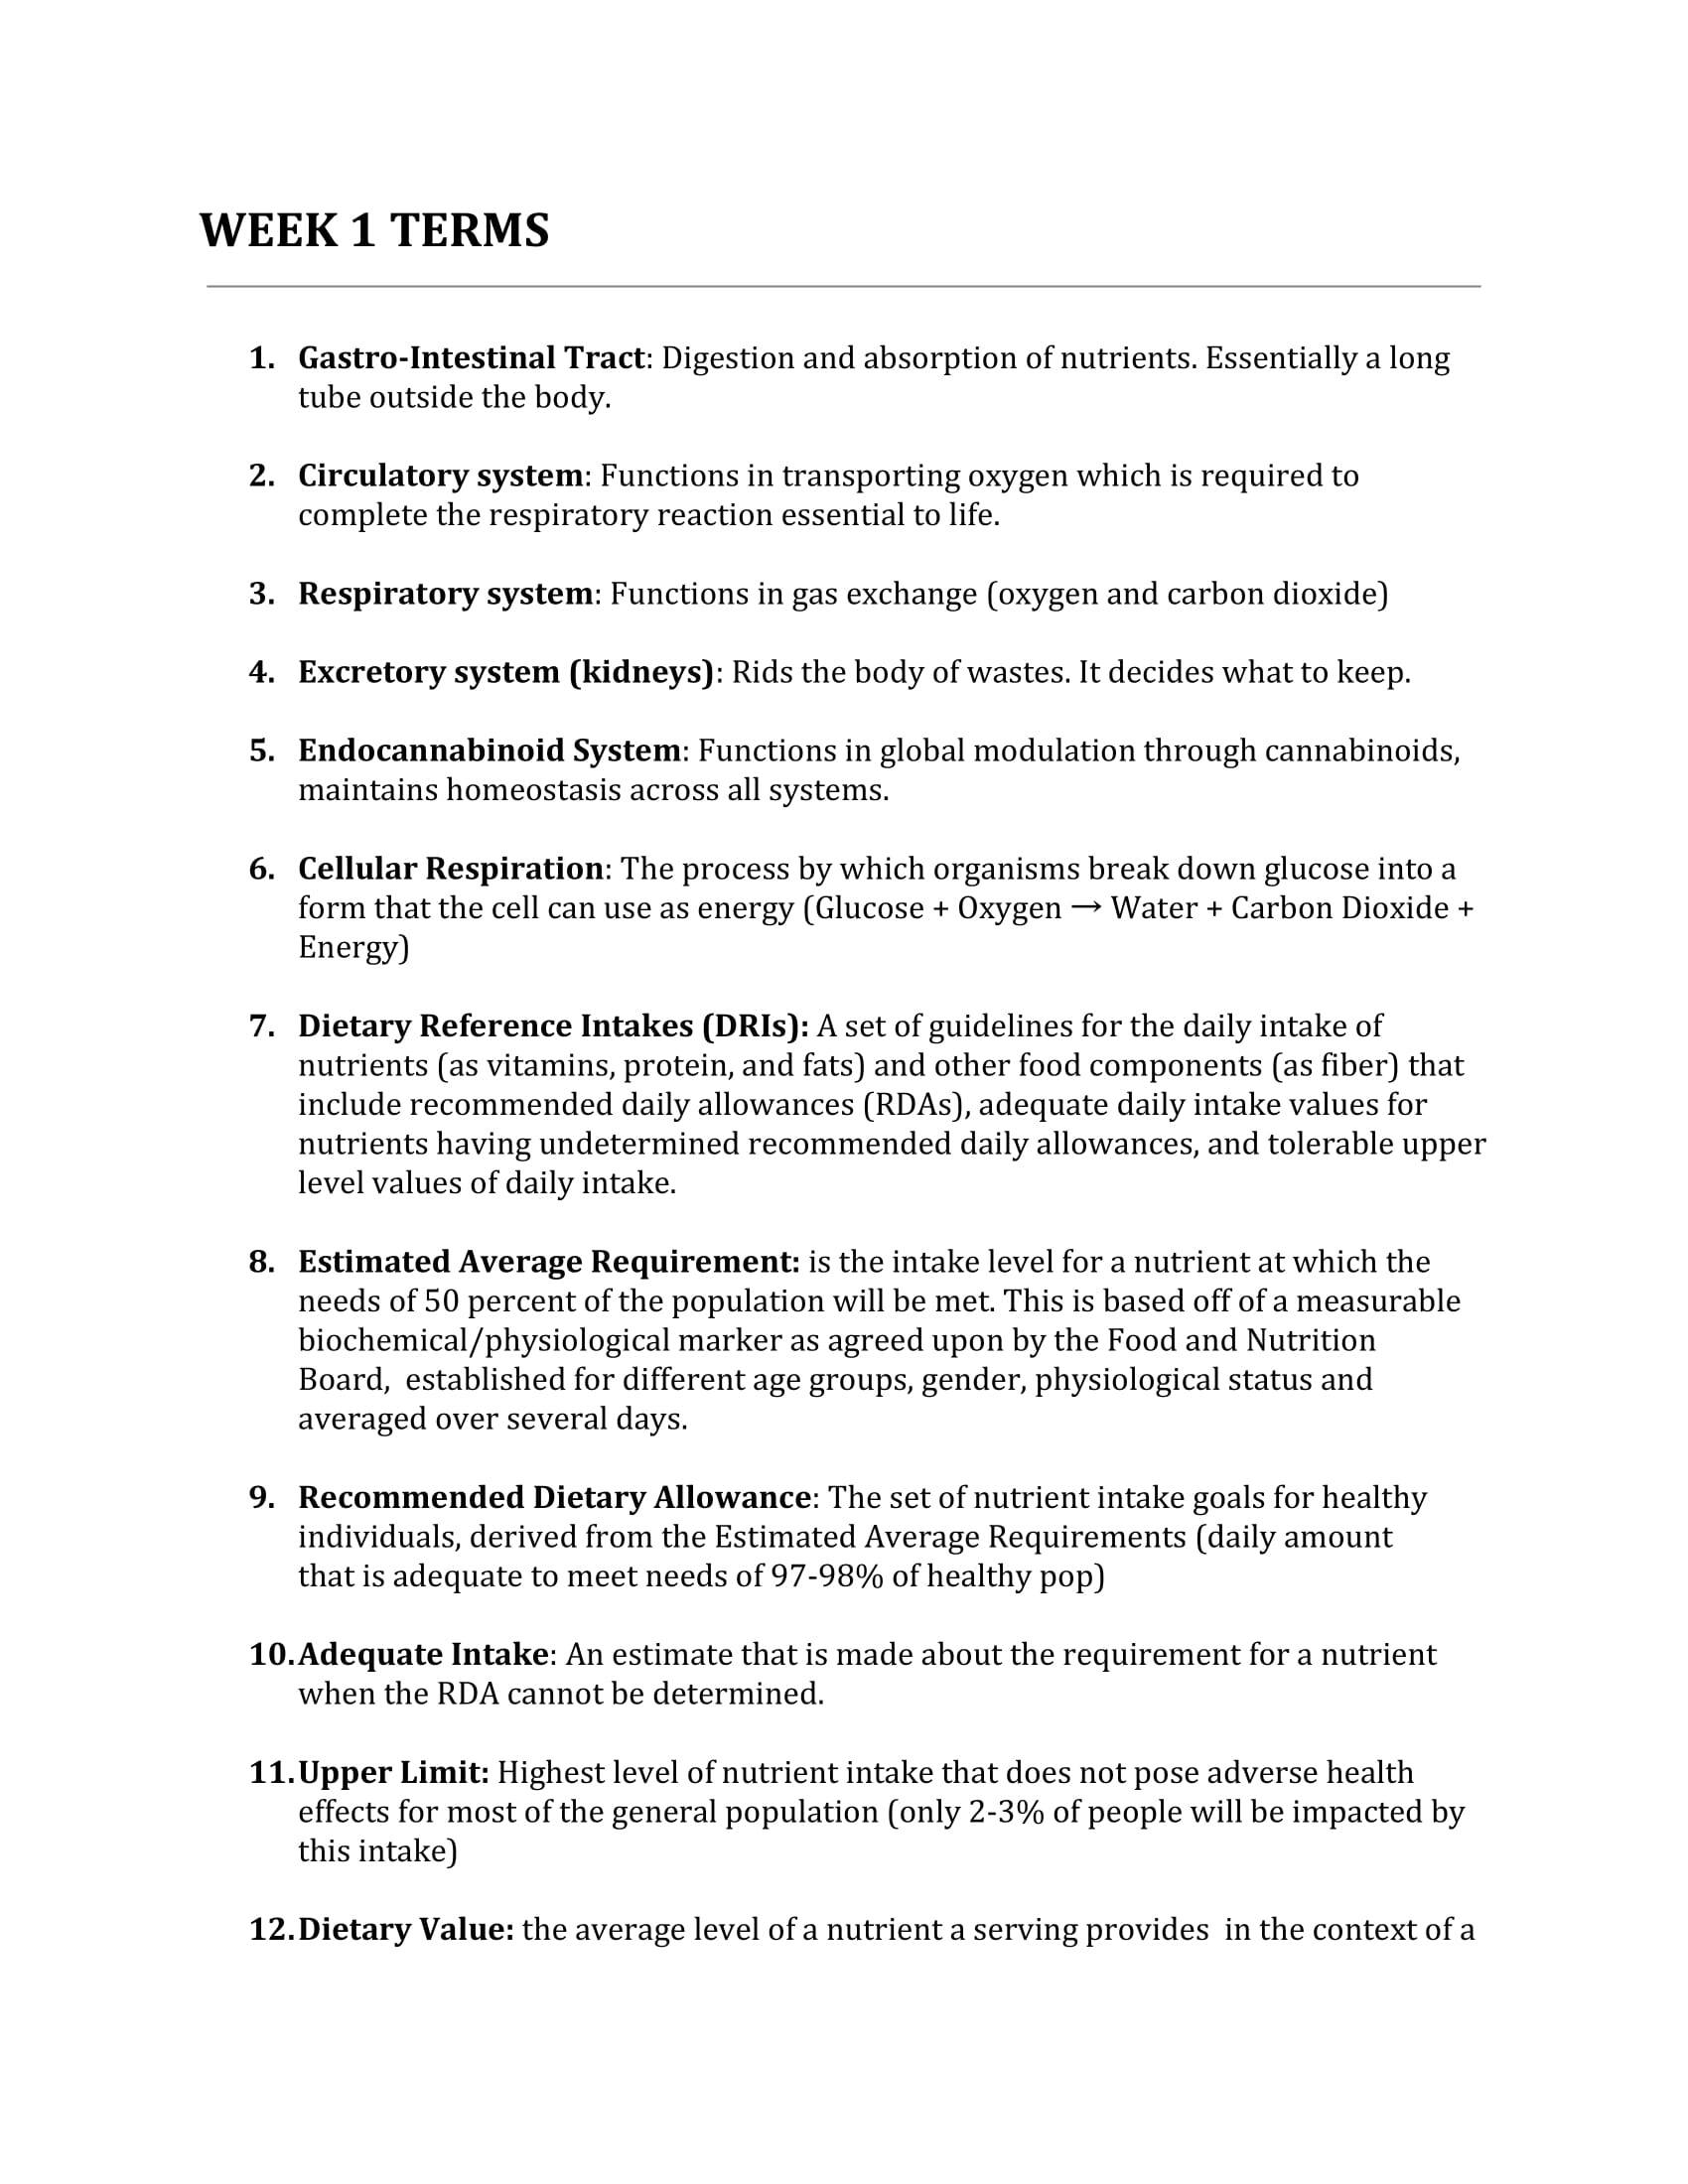 WEEK 1 TERMS
1. Gastro-Intestinal Tract: Digestion and absorption of nutrients. Essentially a long
tube outside the body.
2. Circulatory system: Functions in transporting oxygen which is required to
complete the respiratory reaction essential to life.
3. Respiratory system: Functions in gas exchange (oxygen and carbon dioxide)
4. Excretory system (kidneys): Rids the body of wastes. It decides what to keep.
5. Endocannabinoid System: Functions in global modulation through cannabinoids,
maintains homeostasis across all systems.
6. Cellular Respiration: The process by which organisms break down glucose into a
form that the cell can use as energy (Glucose + Oxygen → Water + Carbon Dioxide +
Energy)
7. Dietary Reference Intakes (DRIs): A set of guidelines for the daily intake of
nutrients (as vitamins, protein, and fats) and other food components (as fiber) that
include recommended daily allowances (RDAs), adequate daily intake values for
nutrients having undetermined recommended daily allowances, and tolerable upper
level values of daily intake.
8. Estimated Average Requirement: is the intake level for a nutrient at which the
needs of 50 percent of the population will be met. This is based off of a measurable
biochemical/physiological marker as agreed upon by the Food and Nutrition
Board,  established for different age groups, gender, physiological status and
averaged over several days.
9. Recommended Dietary Allowance: The set of nutrient intake goals for healthy
individuals, derived from the Estimated Average Requirements (daily amount
that is adequate to meet needs of 97-98% of healthy pop)
10. Adequate Intake: An estimate that is made about the requirement for a nutrient
when the RDA cannot be determined.
11. Upper Limit: Highest level of nutrient intake that does not pose adverse health
effects for most of the general population (only 2-3% of people will be impacted by
this intake)
12. Dietary Value: the average level of a nutrient a serving provides  in the context of a